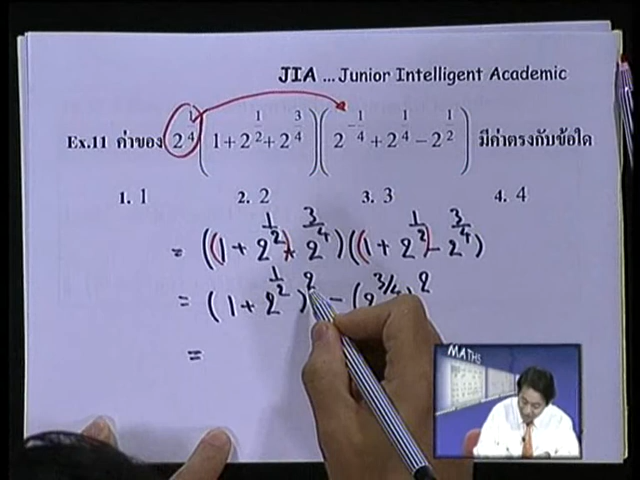 JIA ... Junior Intelligent Academic
Ex.11 ค่าของ 2^{1/4} (1 + 2^{1/2} + 2^{3/4}) (2^{-1/4} + 2^{1/4} - 2^{1/2}) มีค่าตรงกับข้อใด
1. 1 2. 2 3. 3 4. 4
= ((1 + 2^{1/2}) + 2^{3/4}) ((1 + 2^{1/2}) - 2^{3/4})
= (1 + 2^{1/2})^2 - (2^{3/4})^2
=
MATHS